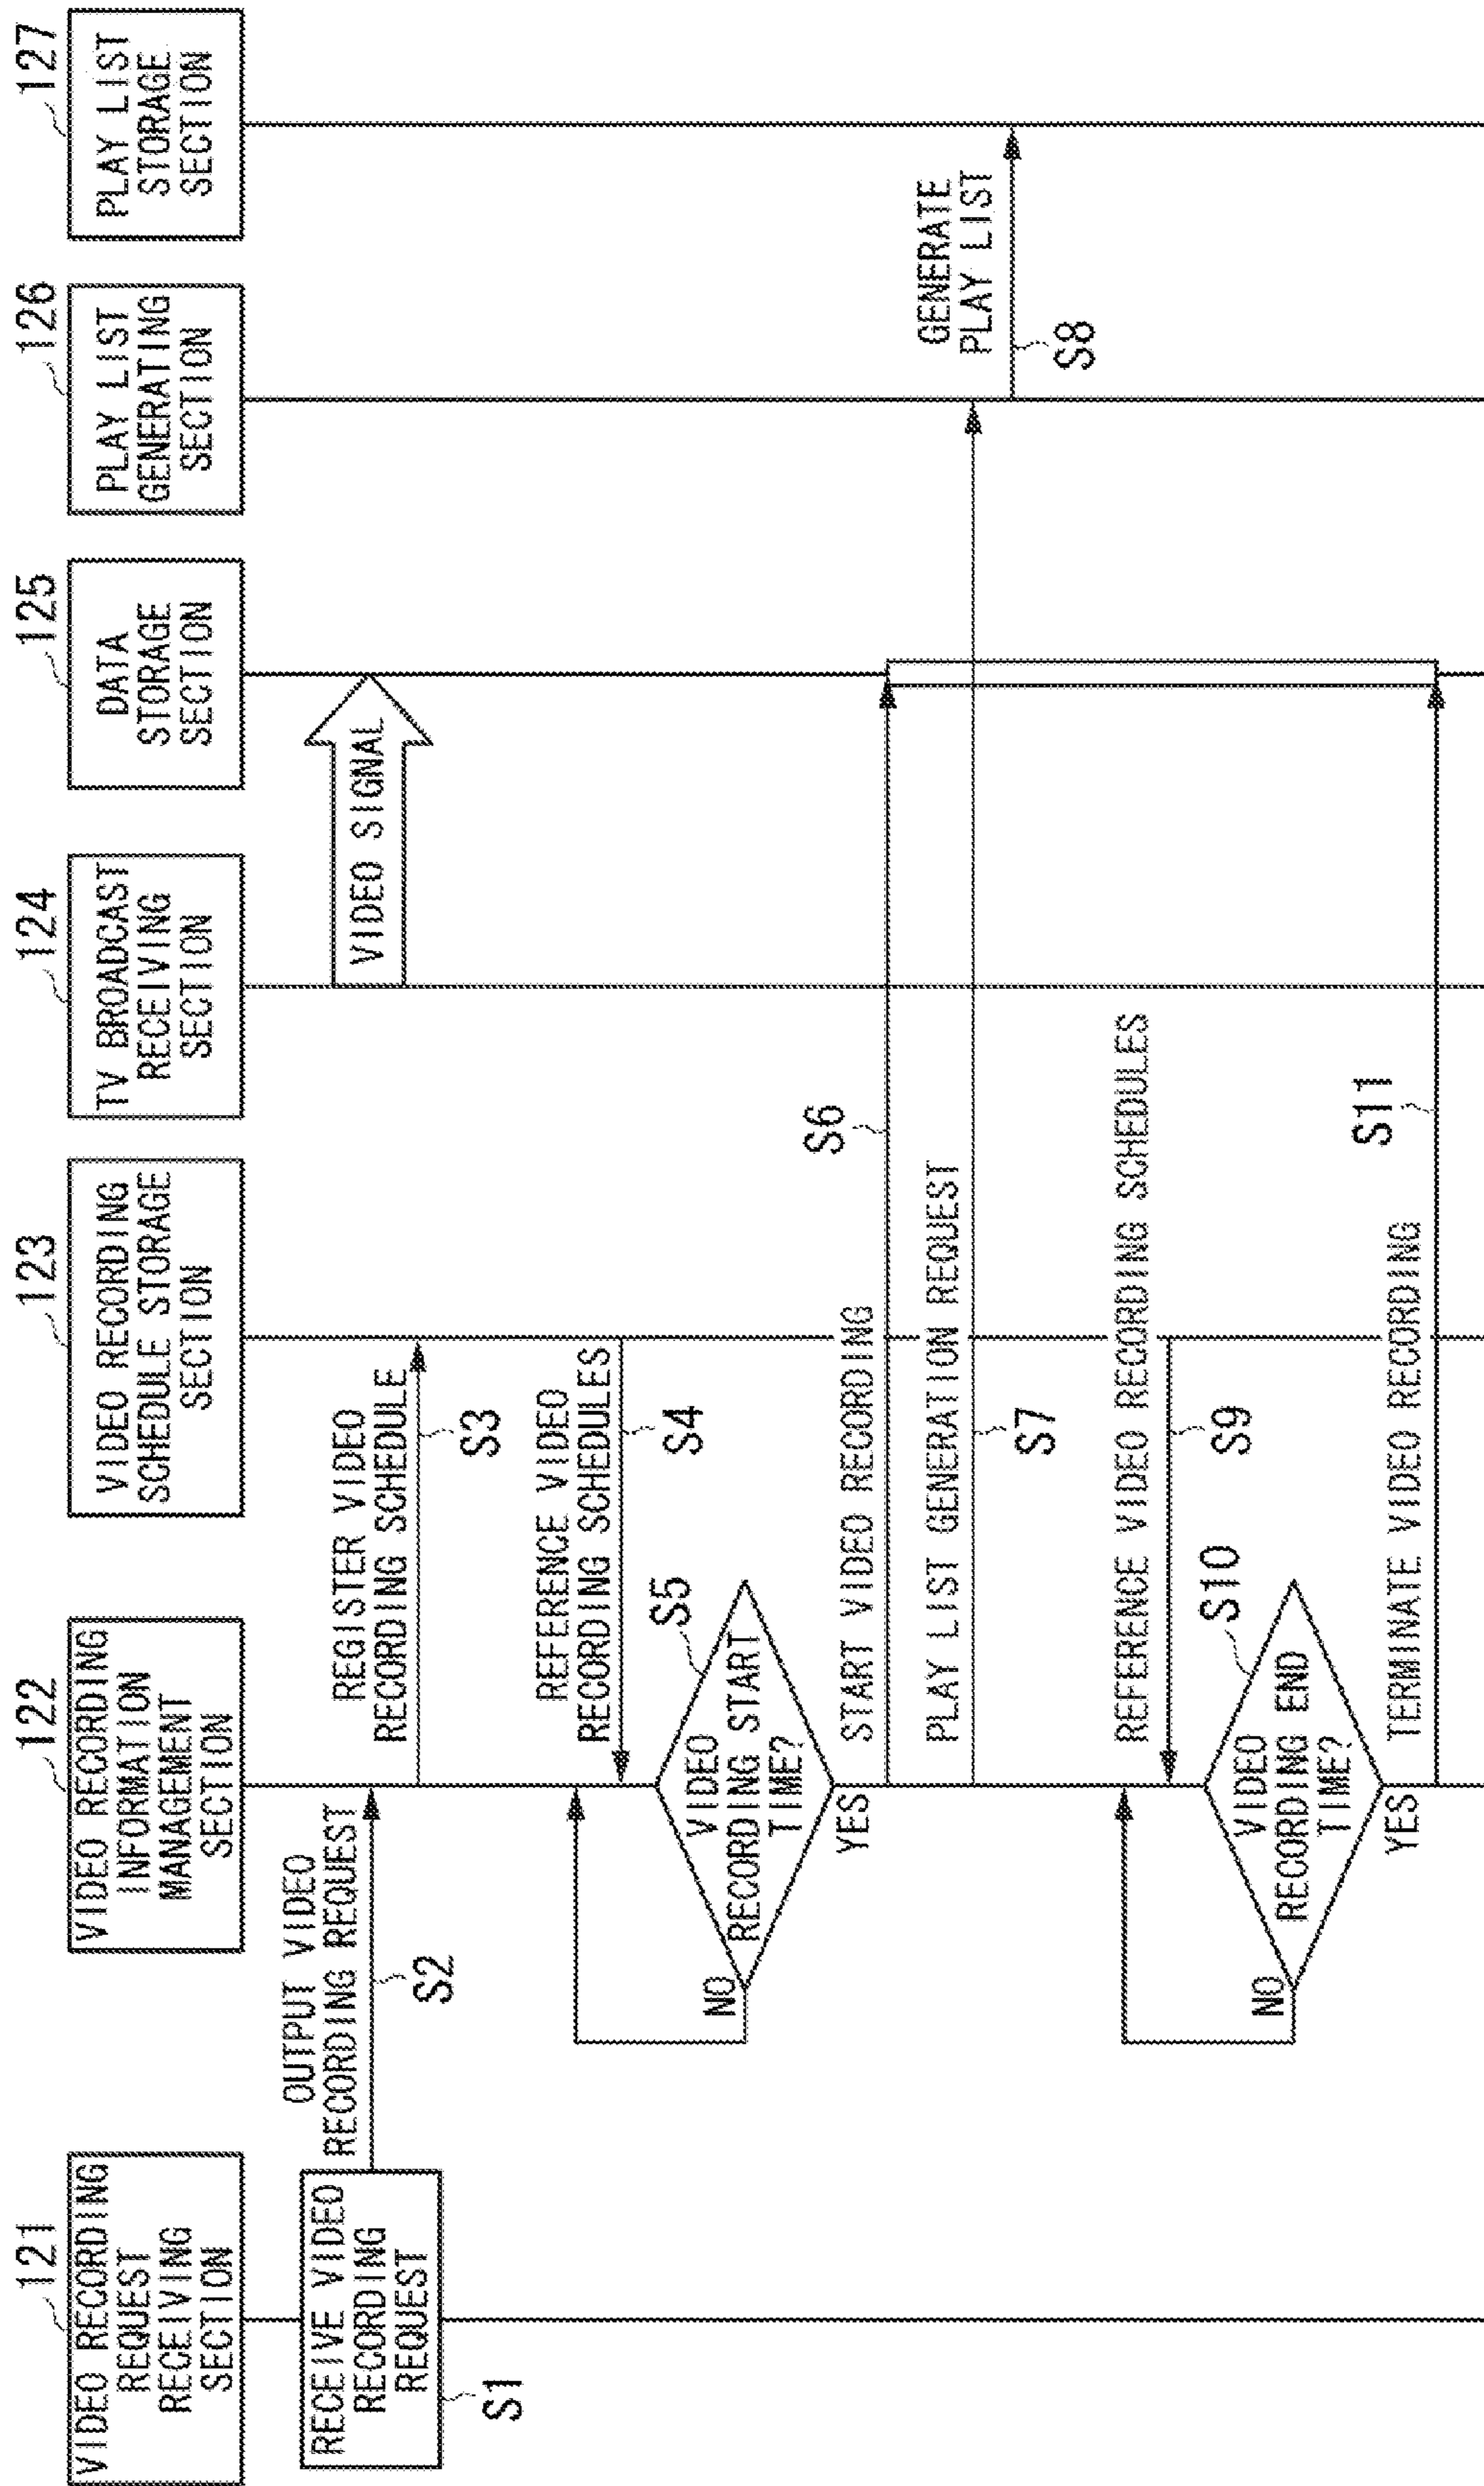 121
VIDEO RECORDING
REQUEST
RECEIVING
SECTION
122
VIDEO RECORDING
INFORMATION
MANAGEMENT
SECTION
123
VIDEO RECORDING
SCHEDULE STORAGE
SECTION
124
TV BROADCAST
RECEIVING
SECTION
125
DATA
STORAGE
SECTION
126
PLAY LIST
GENERATING
SECTION
127
PLAY LIST
STORAGE
SECTION
RECEIVE VIDEO
RECORDING
REQUEST
S1
OUTPUT VIDEO
RECORDING REQUEST
S2
REGISTER VIDEO
RECORDING SCHEDULE
S3
VIDEO SIGNAL
REFERENCE VIDEO
RECORDING SCHEDULES
S4
S5
VIDEO
RECORDING START
TIME?
NO
YES
START VIDEO RECORDING
S6
PLAY LIST GENERATION REQUEST
S7
GENERATE
PLAY LIST
S8
REFERENCE VIDEO RECORDING SCHEDULES
S9
S10
VIDEO
RECORDING END
TIME?
NO
YES
TERMINATE VIDEO RECORDING
S11